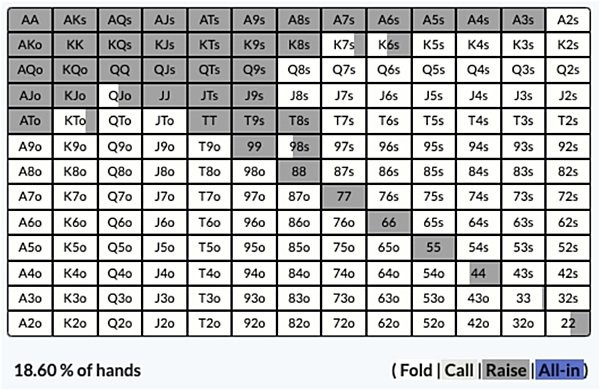 AA AKs AQs AJs ATs A9s A8s A7s A6s A5s A4s A3s A2s
AKo KK KQs KJs KTs K9s K8s K7s K6s K5s K4s K3s K2s
AQo KQo QQ QJs QTs Q9s Q8s Q7s Q6s Q5s Q4s Q3s Q2s
AJo KJo QJo JJ JTs J9s J8s J7s J6s J5s J4s J3s J2s
ATo KTo QTo JTo TT T9s T8s T7s T6s T5s T4s T3s T2s
A9o K9o Q9o J9o T9o 99 98s 97s 96s 95s 94s 93s 92s
A8o K8o Q8o J8o T8o 98o 88 87s 86s 85s 84s 83s 82s
A7o K7o Q7o J7o T7o 97o 87o 77 76s 75s 74s 73s 72s
A6o K6o Q6o J6o T6o 96o 86o 76o 66 65s 64s 63s 62s
A5o K5o Q5o J5o T5o 95o 85o 75o 65o 55 54s 53s 52s
A4o K4o Q4o J4o T4o 94o 84o 74o 64o 54o 44 43s 42s
A3o K3o Q3o J3o T3o 93o 83o 73o 63o 53o 43o 33 32s
A2o K2o Q2o J2o T2o 92o 82o 72o 62o 52o 42o 32o 22
18.60 % of hands ( Fold | Call | Raise | All-in )